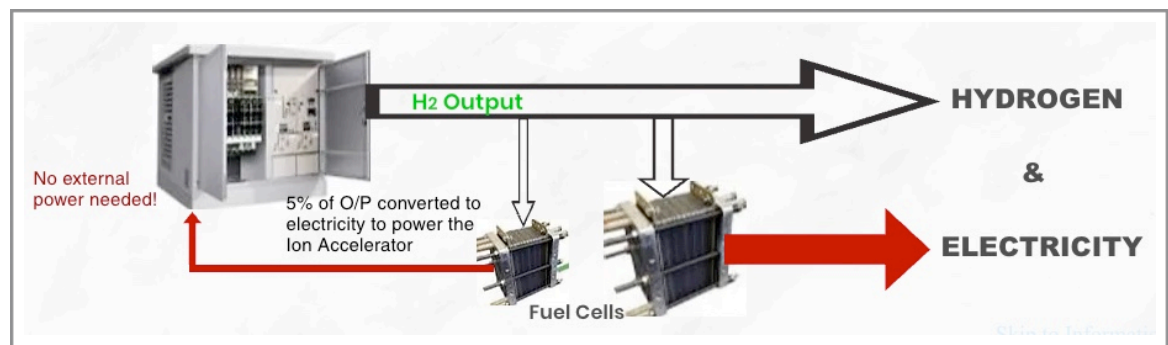 H2 Output
HYDROGEN
&
ELECTRICITY
No external
power needed!
5% of O/P converted to
electricity to power the
Ion Accelerator
Fuel Cells